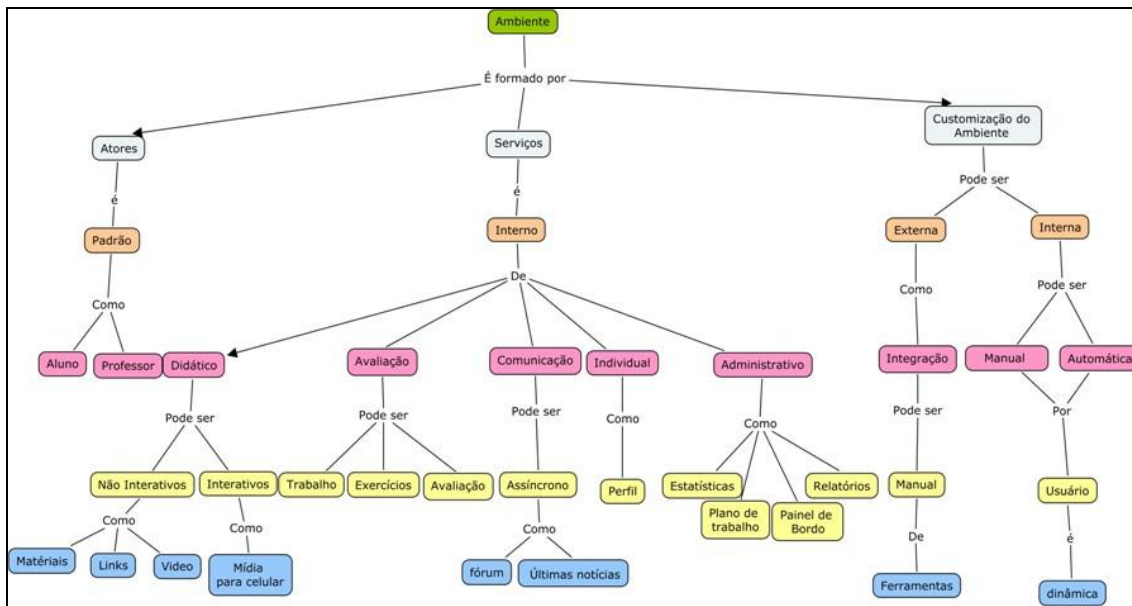 Ambiente
É formado por
Atores
Serviços
Customização do
Ambiente
é
é
Pode ser
Padrão
Interno
Externa
Interna
Como
De
Como
Pode ser
Aluno
Professor
Didático
Avaliação
Comunicação
Individual
Administrativo
Integração
Manual
Automática
Pode ser
Pode ser
Pode ser
Como
Como
Pode ser
Por
Não Interativos
Interativos
Trabalho
Exercícios
Avaliação
Assíncrono
Perfil
Estatísticas
Plano de
trabalho
Painel de
Bordo
Relatórios
Manual
Usuário
Como
Como
Como
De
é
Matériais
Links
Video
Mídia
para celular
fórum
Últimas notícias
Ferramentas
dinâmica